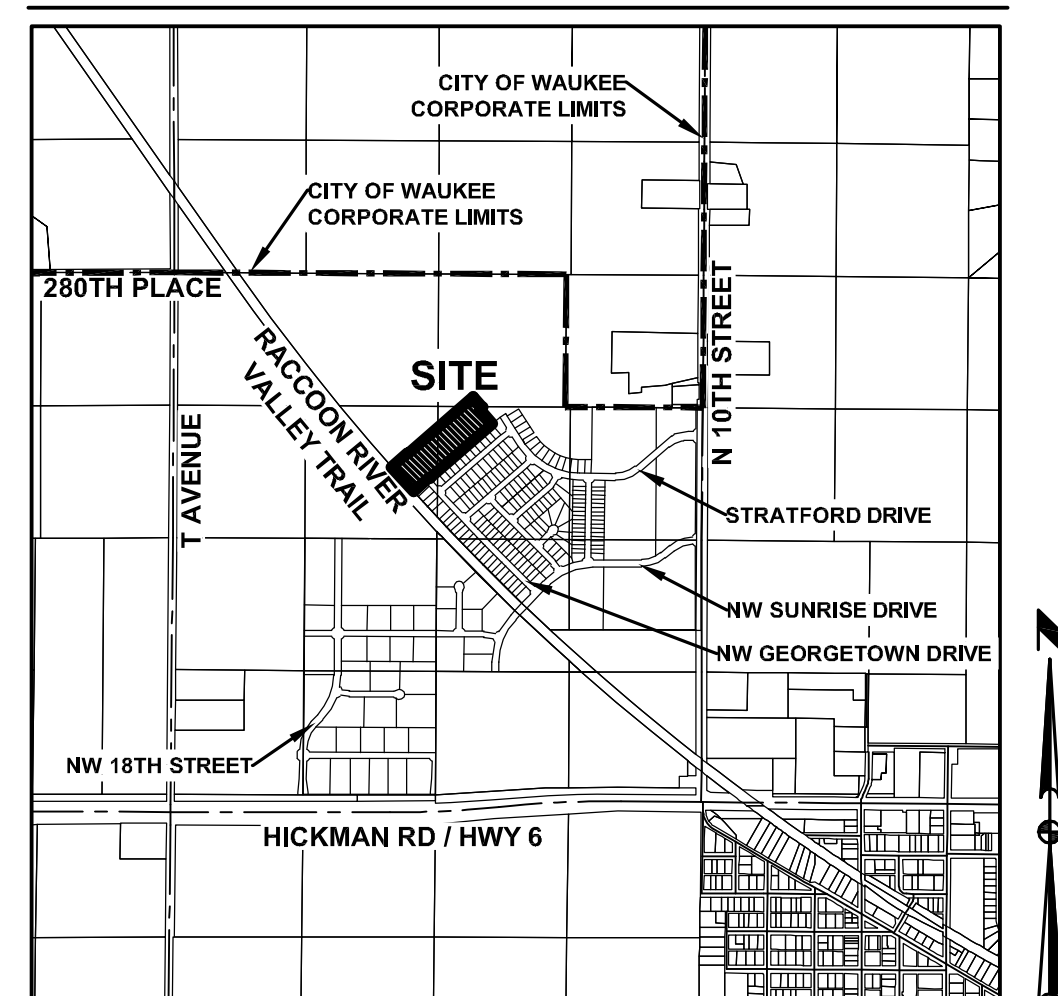 CITY OF WAUKEE
CORPORATE LIMITS
CITY OF WAUKEE
CORPORATE LIMITS
280TH PLACE
RACCOON RIVER
VALLEY TRAIL
SITE
N 10TH STREET
T AVENUE
STRATFORD DRIVE
NW SUNRISE DRIVE
NW GEORGETOWN DRIVE
NW 18TH STREET
HICKMAN RD / HWY 6
N